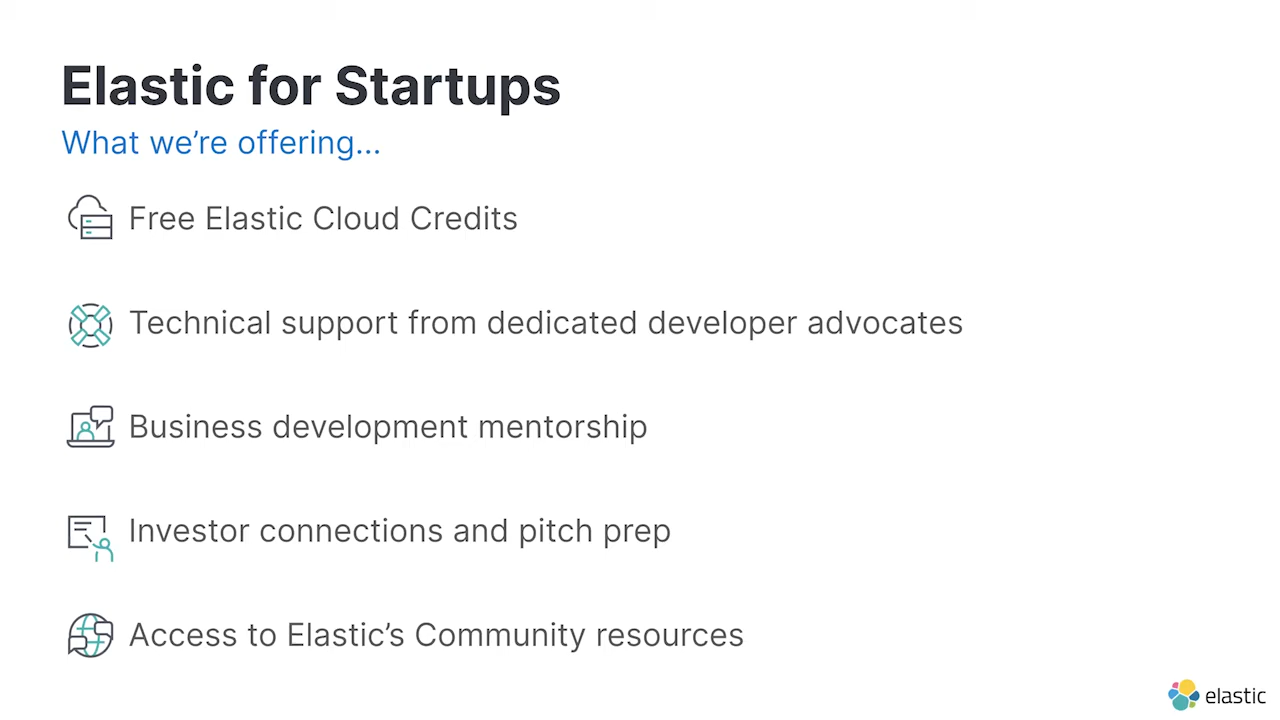 Elastic for Startups
What we’re offering...
Free Elastic Cloud Credits
Technical support from dedicated developer advocates
Business development mentorship
Investor connections and pitch prep
Access to Elastic’s Community resources
elastic